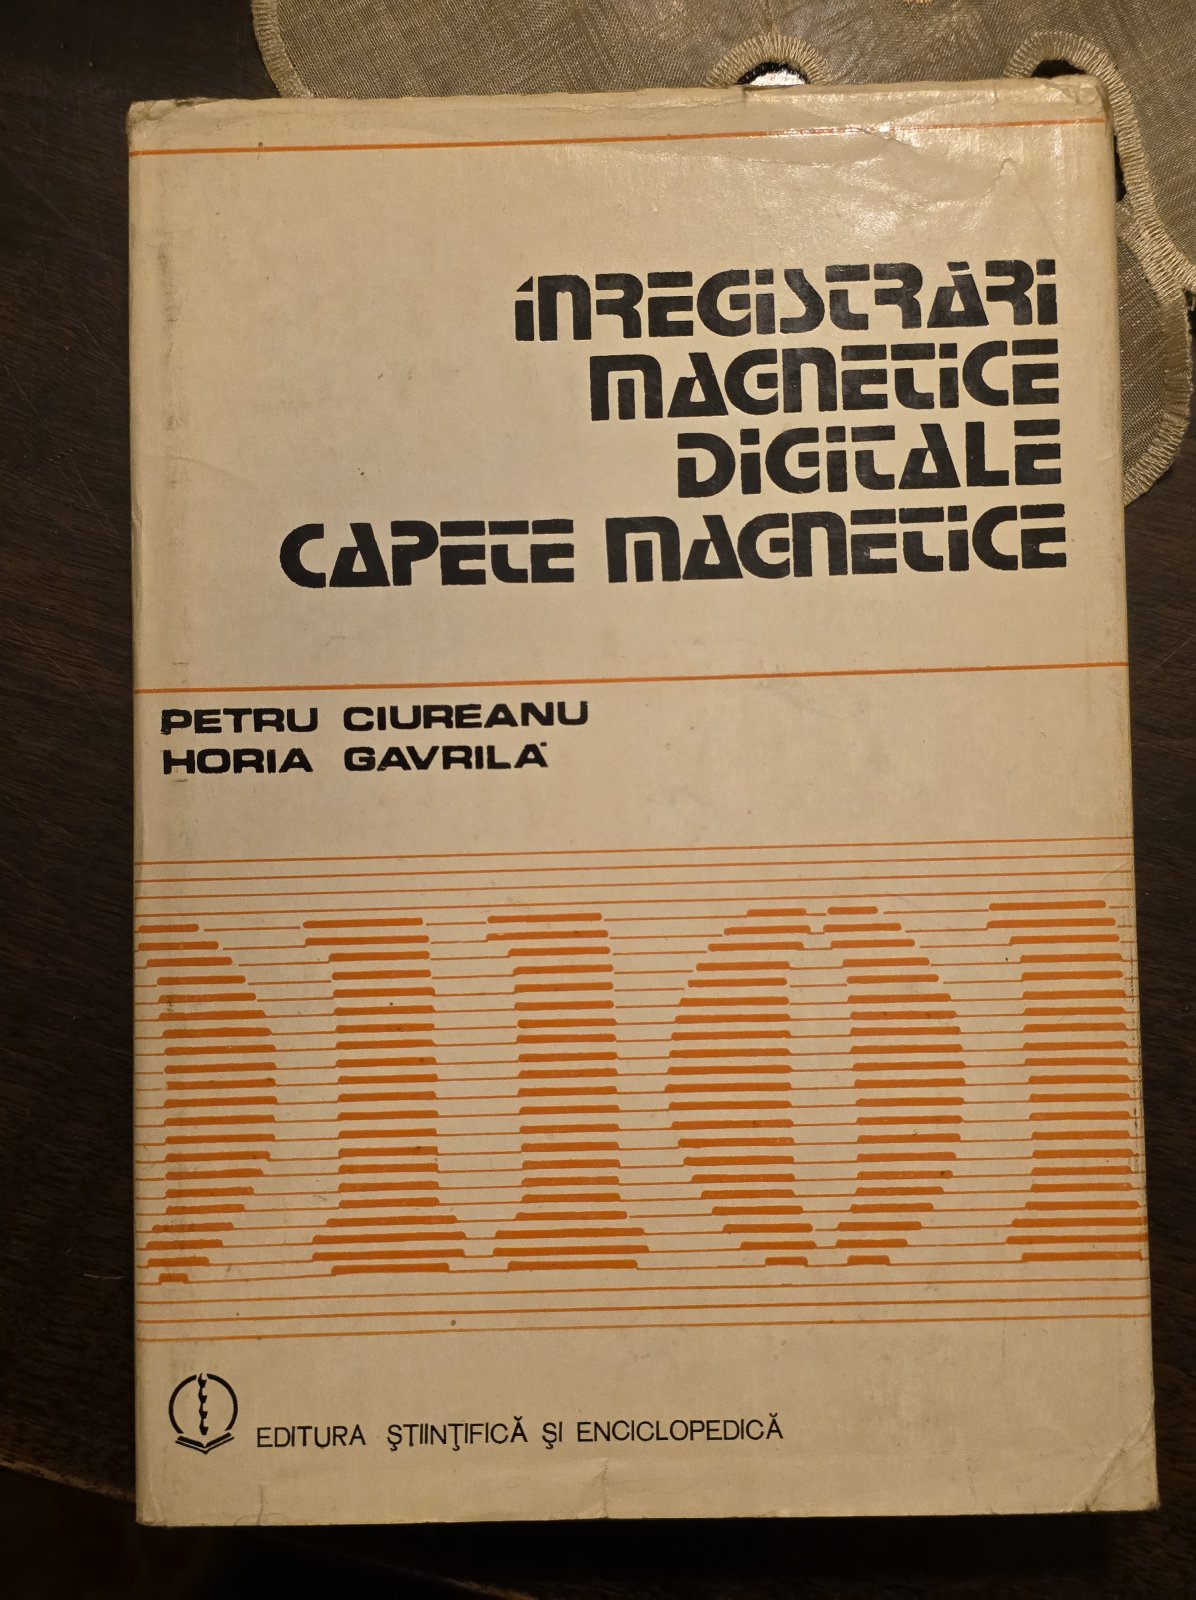 ÎNREGISTRĂRI
MAGNETICE
DIGITALE
CAPETE MAGNETICE
PETRU CIUREANU
HORIA GAVRILĂ
EDITURA ŞTIINŢIFICĂ ŞI ENCICLOPEDICĂ